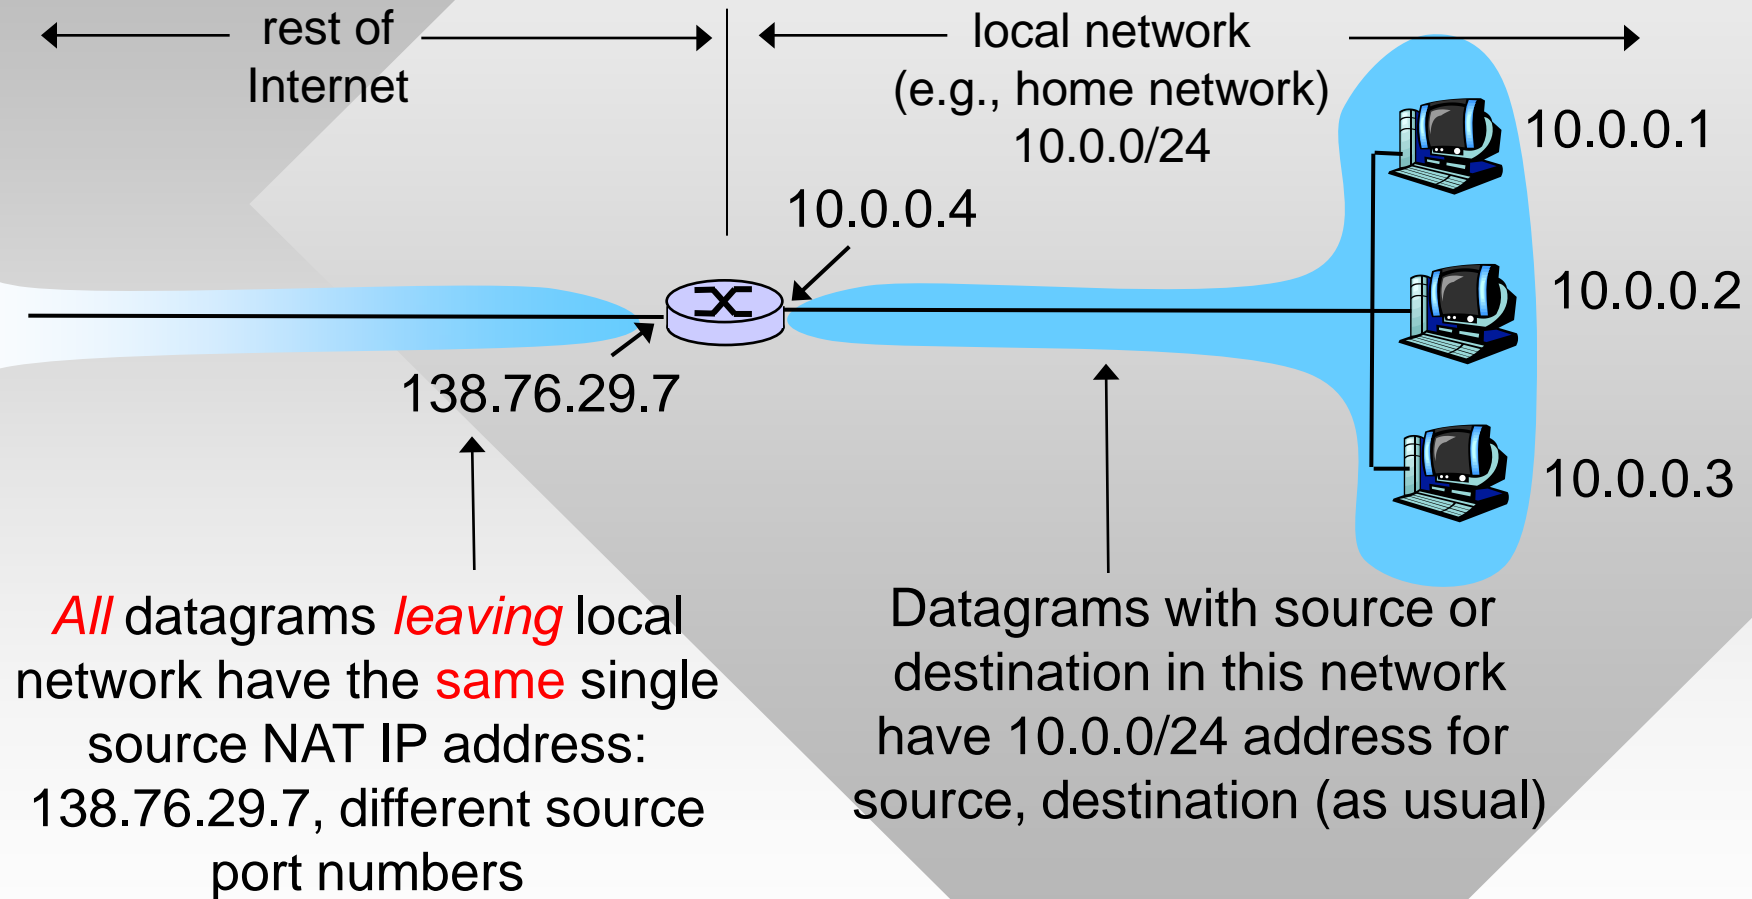 rest of
Internet
local network
(e.g., home network)
10.0.0/24
10.0.0.1
10.0.0.4
10.0.0.2
138.76.29.7
10.0.0.3
All datagrams leaving local
network have the same single
source NAT IP address:
138.76.29.7, different source
port numbers
Datagrams with source or
destination in this network
have 10.0.0/24 address for
source, destination (as usual)